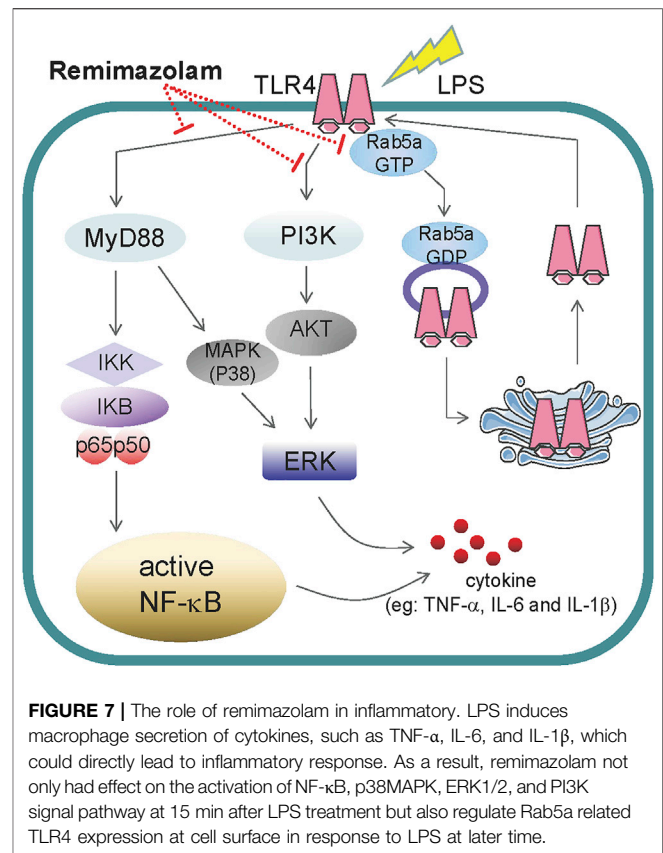 Remimazolam
TLR4
LPS
Rab5a
GTP
MyD88
PI3K
Rab5a
GDP
AKT
MAPK
(P38)
IKK
IKB
p65p50
ERK
active
NF-κB
cytokine
(eg: TNF-α, IL-6 and IL-1β)
FIGURE 7 | The role of remimazolam in inflammatory. LPS induces
macrophage secretion of cytokines, such as TNF-α, IL-6, and IL-1β, which
could directly lead to inflammatory response. As a result, remimazolam not
only had effect on the activation of NF-κB, p38MAPK, ERK1/2, and PI3K
signal pathway at 15 min after LPS treatment but also regulate Rab5a related
TLR4 expression at cell surface in response to LPS at later time.